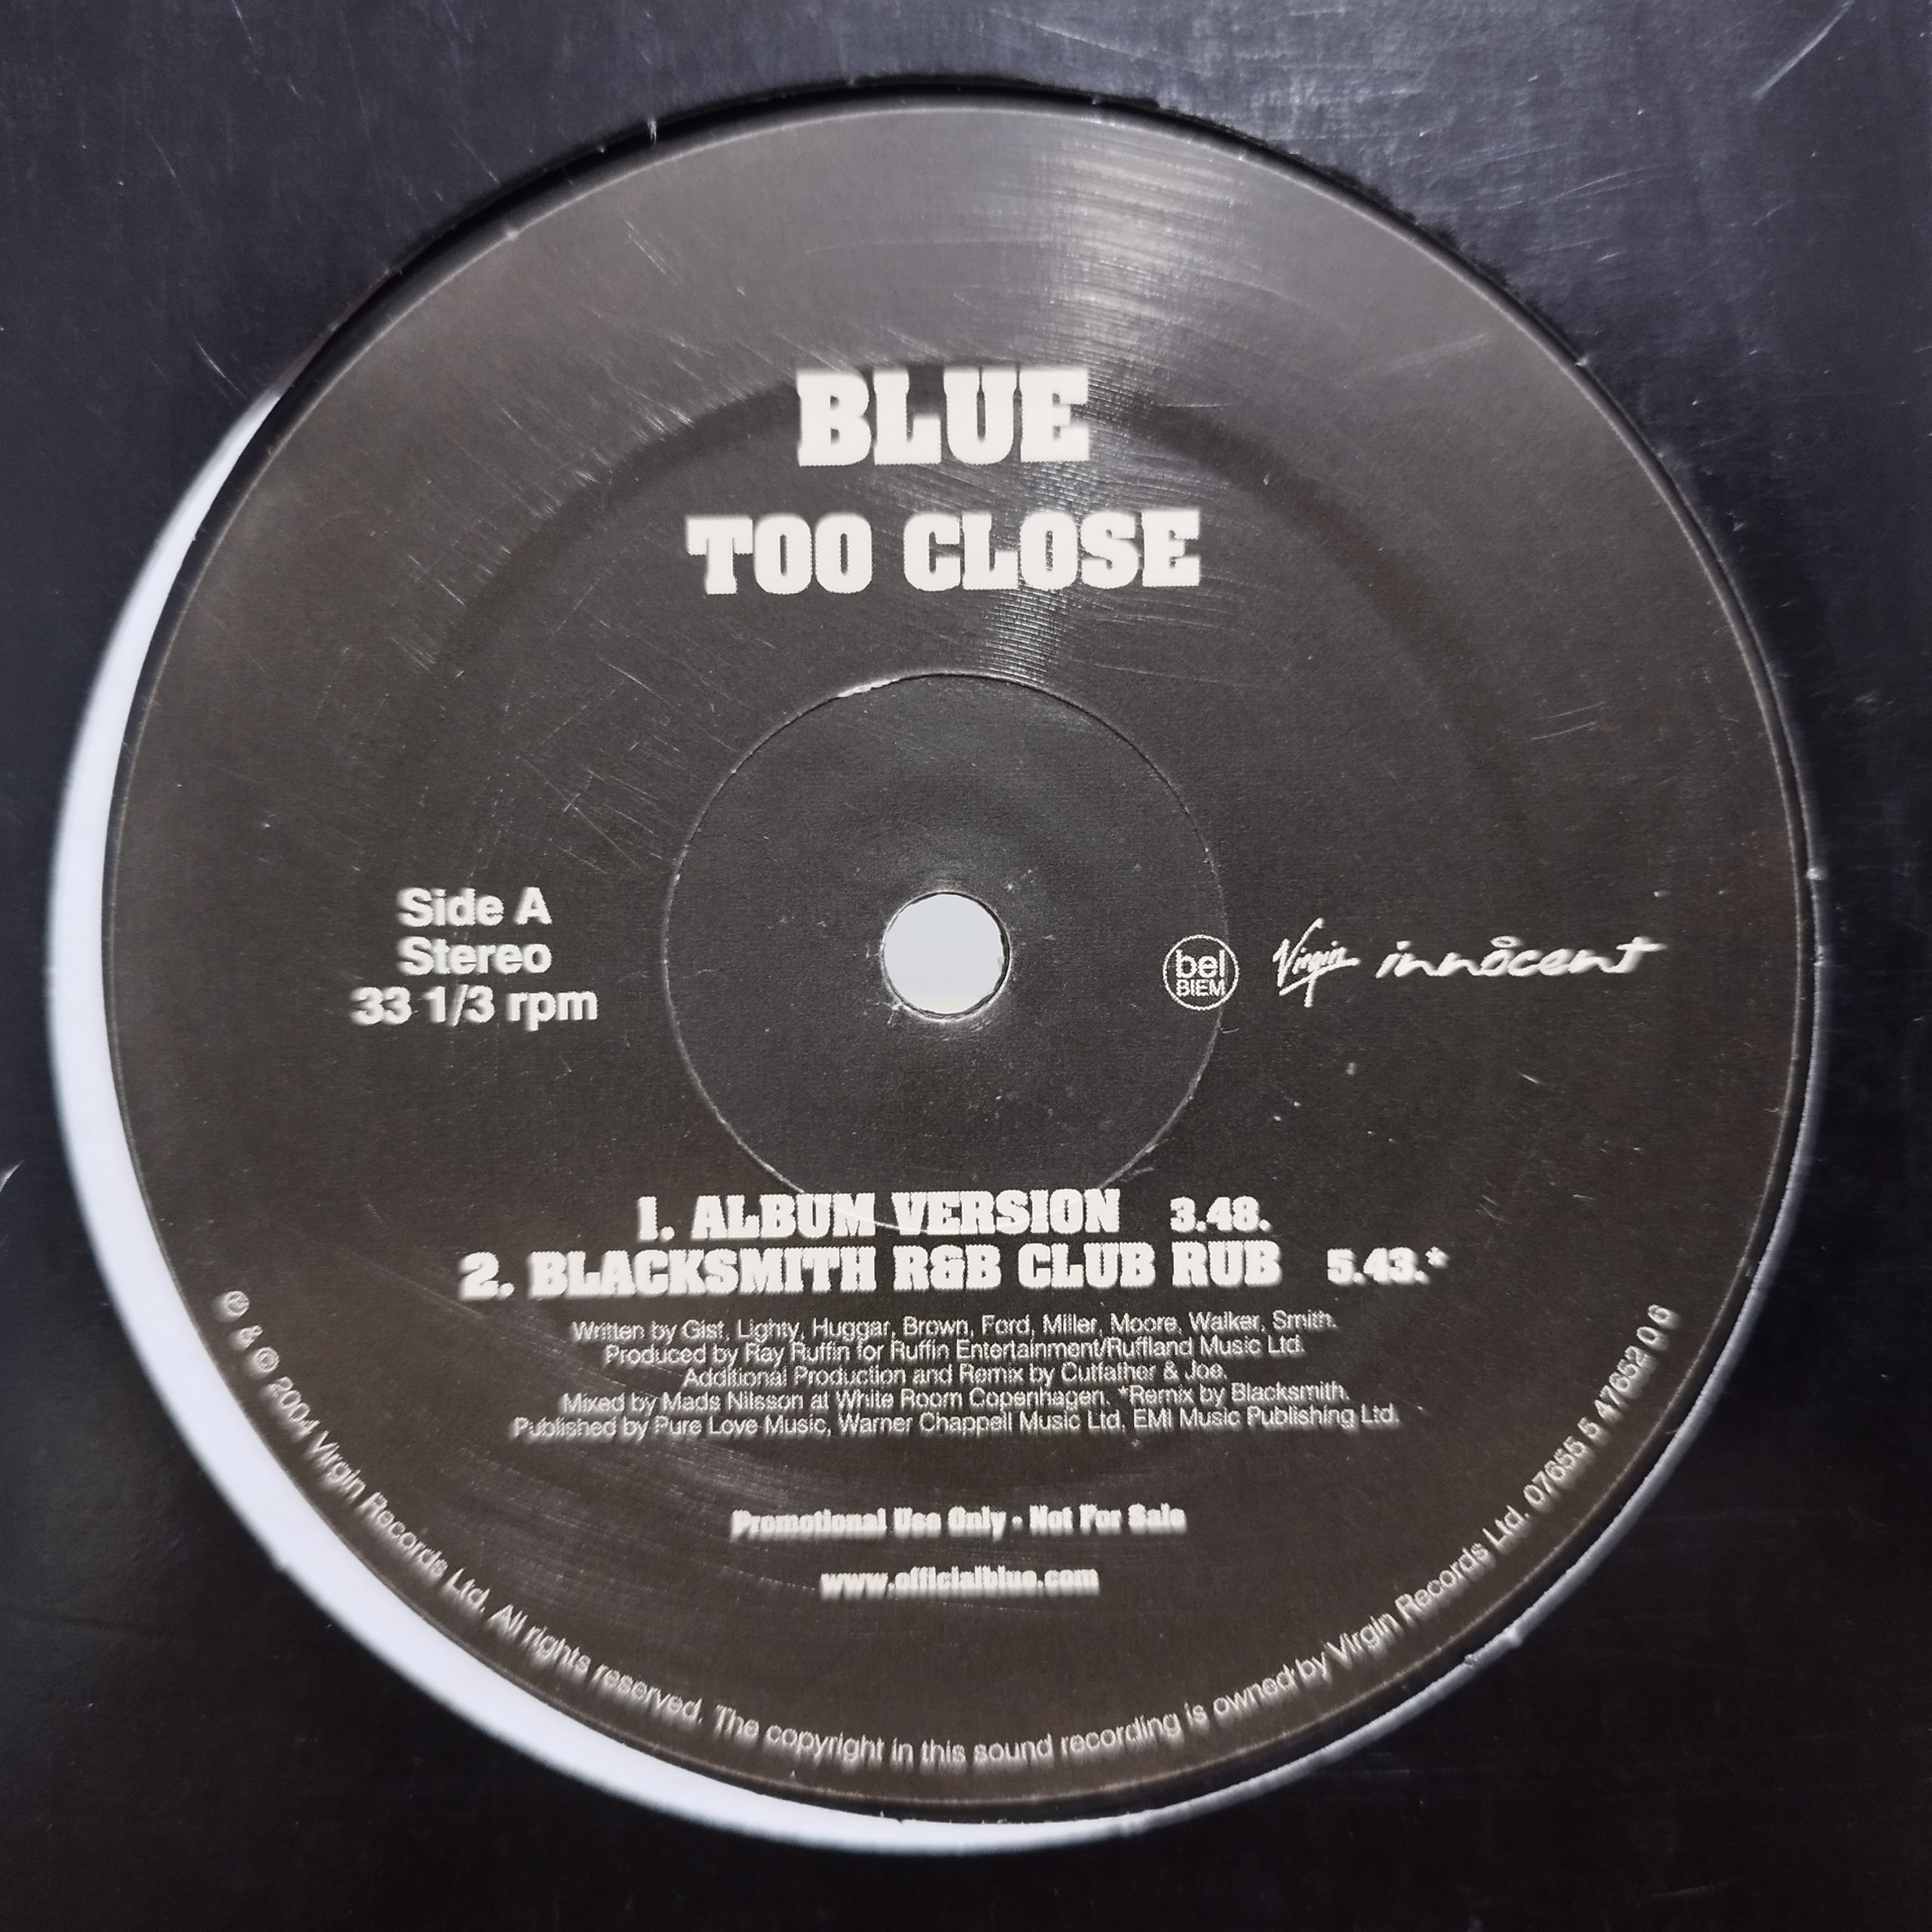 BLUE
TOO CLOSE
Side A
Stereo
33 1/3 rpm
bel
BIEM
Virgin innocent
1. ALBUM VERSION 3.48.
2. BLACKSMITH R&B CLUB RUB 5.43.*
Written by Gist, Lighty, Huggar, Brown, Ford, Miller, Moore, Walker, Smith.
Produced by Ray Ruffin for Ruffin Entertainment/Ruffland Music Ltd.
Additional Production and Remix by Cutfather & Joe.
Mixed by Mads Nilsson at White Room Copenhagen. *Remix by Blacksmith.
Published by Pure Love Music, Warner Chappell Music Ltd, EMI Music Publishing Ltd.
Promotional Use Only - Not For Sale
www.officialblue.com
℗ & © 2004 Virgin Records Ltd. All rights reserved. The copyright in this sound recording is owned by Virgin Records Ltd. 07655 5 47652 0 6